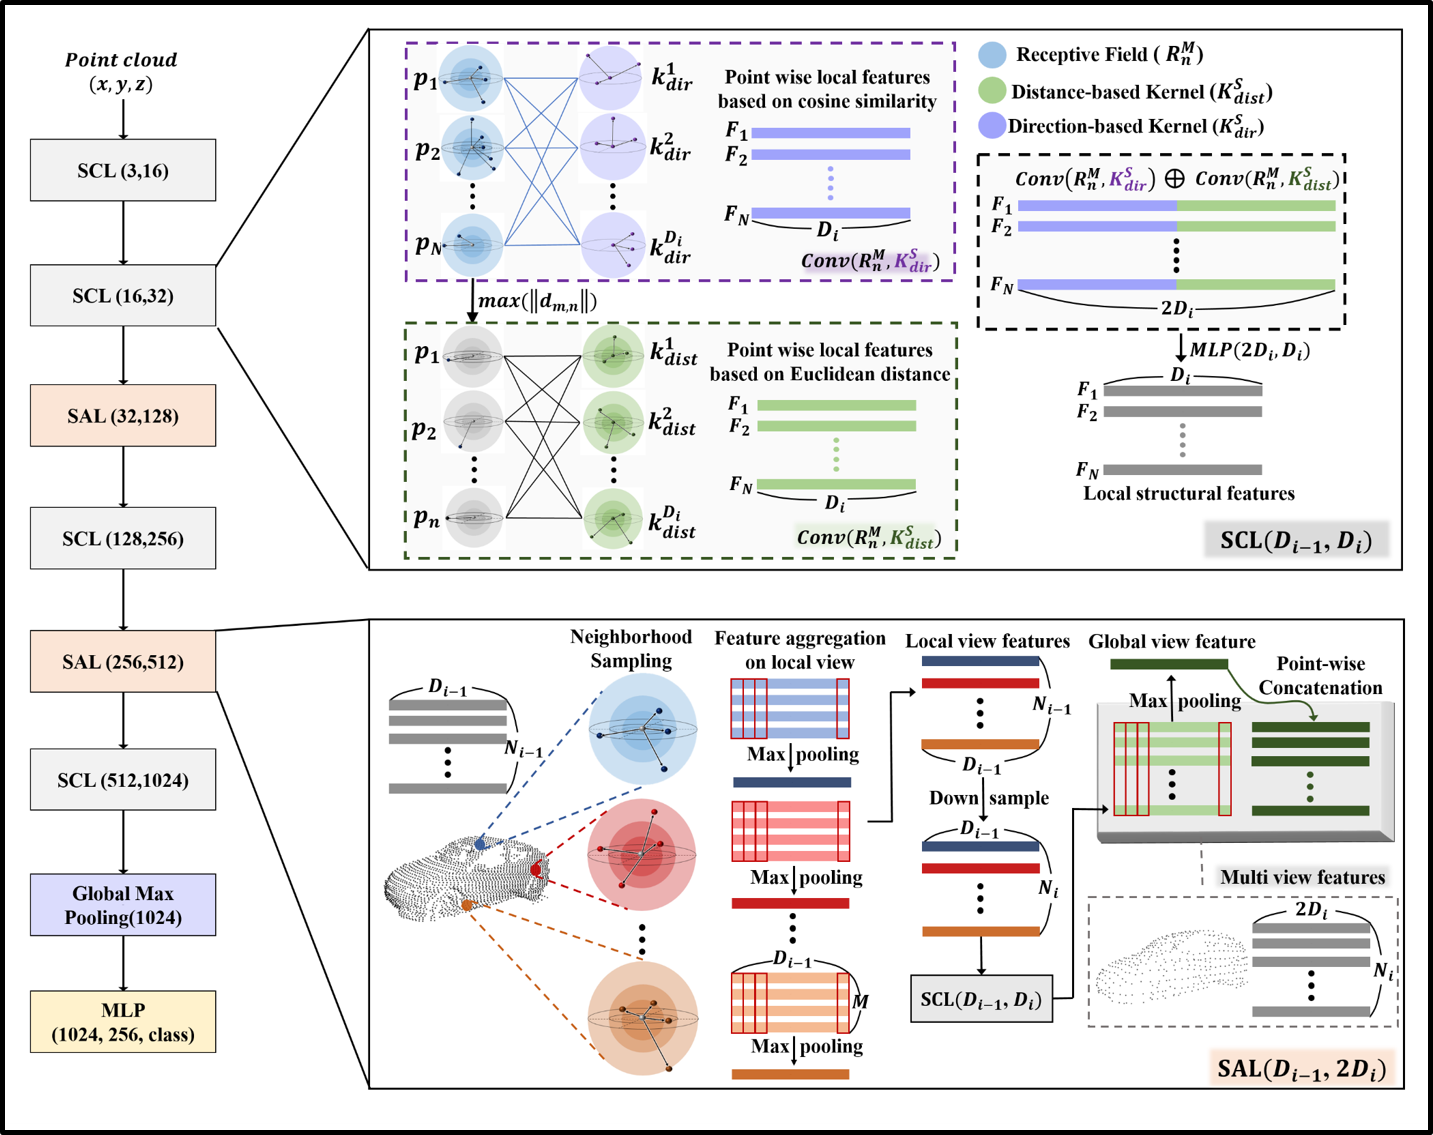 Point cloud
(x, y, z)
SCL (3,16)
SCL (16,32)
SAL (32,128)
SCL (128,256)
SAL (256,512)
SCL (512,1024)
Global Max
Pooling(1024)
MLP
(1024, 256, class)
p_1
p_2
p_N
k_{dir}^1
k_{dir}^2
k_{dir}^{D_i}
Point wise local features
based on cosine similarity
F_1
F_2
F_N
D_i
Conv(R_n^M, K_{dir}^S)
max(‖d_{m,n}‖)
p_1
p_2
p_n
k_{dist}^1
k_{dist}^2
k_{dist}^{D_i}
Point wise local features
based on Euclidean distance
F_1
F_2
F_N
D_i
Conv(R_n^M, K_{dist}^S)
Receptive Field ( R_n^M)
Distance-based Kernel (K_{dist}^S)
Direction-based Kernel (K_{dir}^S)
Conv(R_n^M, K_{dir}^S) ⊕ Conv(R_n^M, K_{dist}^S)
F_1
F_2
F_N
2D_i
MLP(2D_i, D_i)
D_i
F_1
F_2
F_N
Local structural features
SCL(D_{i−1}, D_i)
D_{i−1}
N_{i−1}
Neighborhood
Sampling
Feature aggregation
on local view
Max pooling
Max pooling
D_{i−1}
M
Max pooling
Local view features
N_{i−1}
D_{i−1}
Down sample
D_{i−1}
N_i
SCL(D_{i−1}, D_i)
Global view feature
Point-wise
Concatenation
Max pooling
Multi view features
2D_i
N_i
SAL(D_{i−1}, 2D_i)